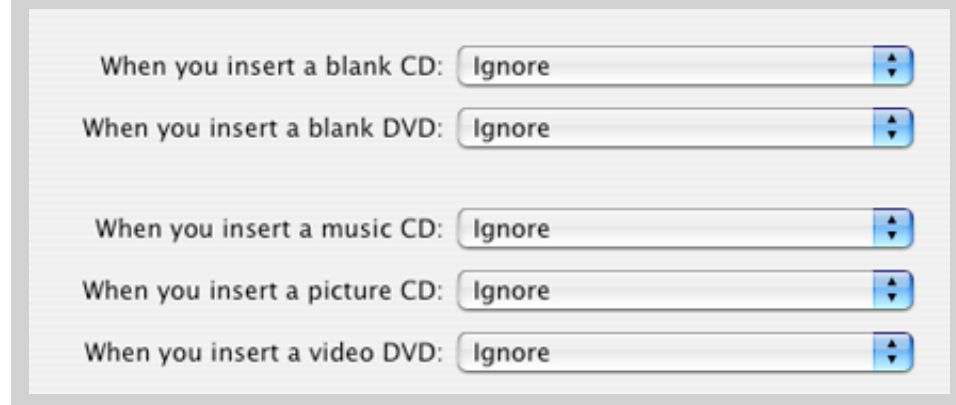 When you insert a blank CD: Ignore
When you insert a blank DVD: Ignore
When you insert a music CD: Ignore
When you insert a picture CD: Ignore
When you insert a video DVD: Ignore